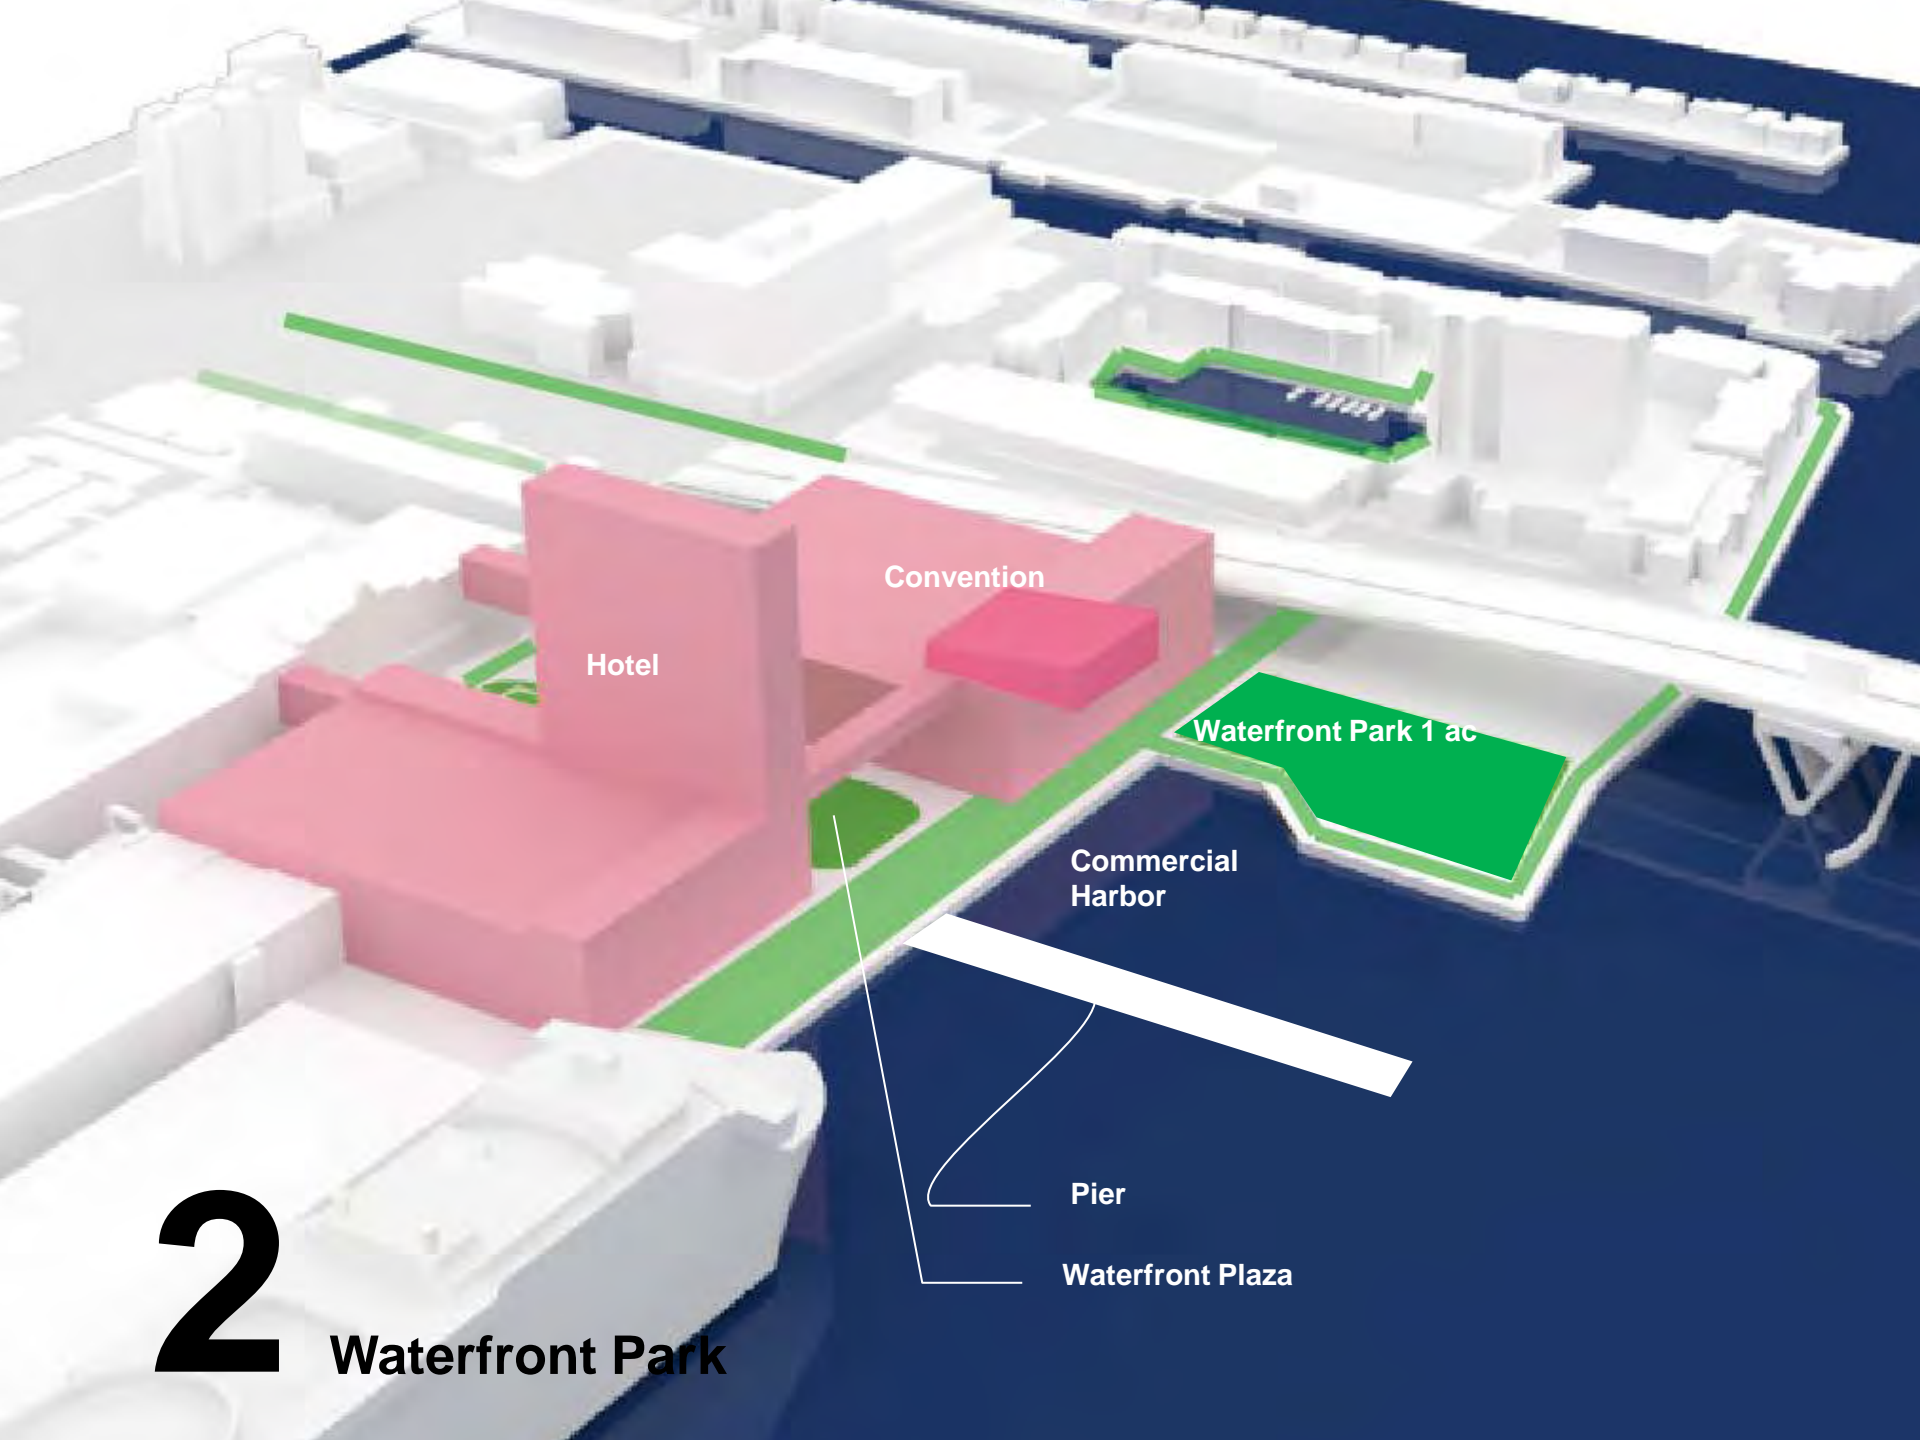 Convention
Hotel
Waterfront Park 1 ac
Commercial
Harbor
Pier
Waterfront Plaza
2
Waterfront Park